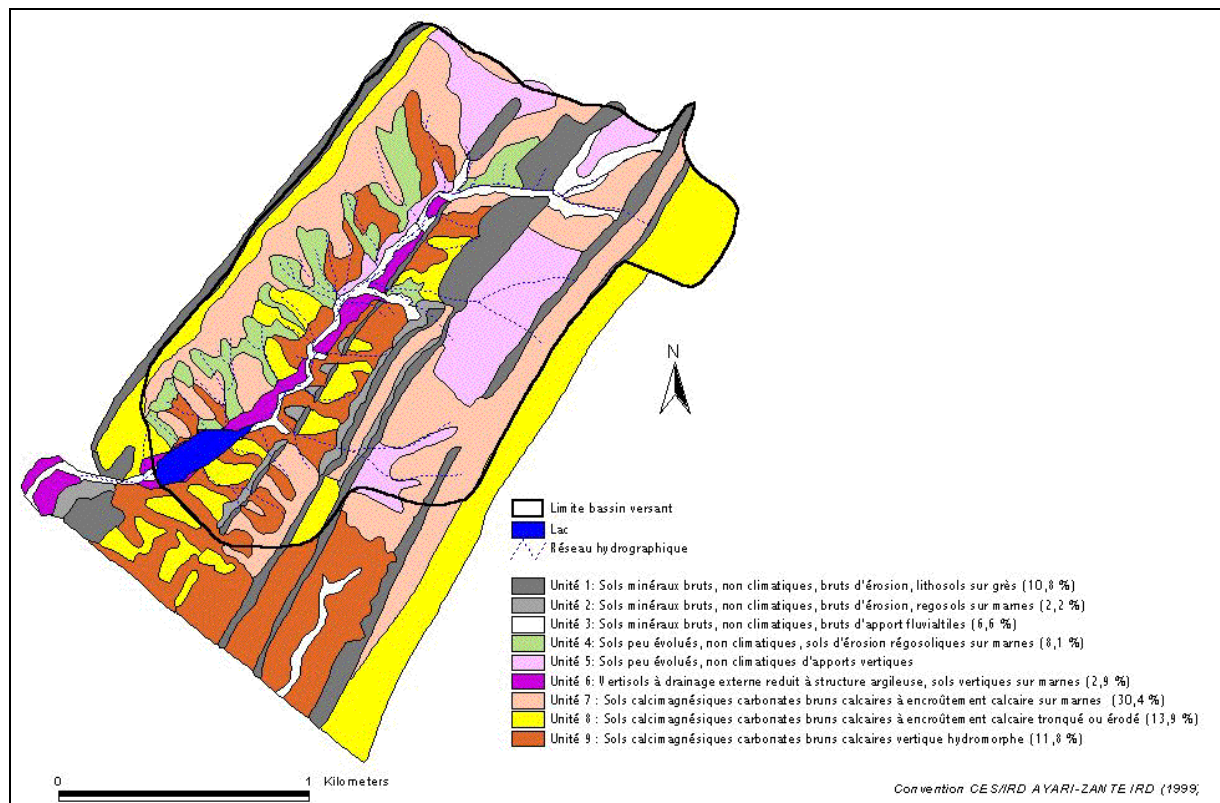 N
Limite bassin versant
Lac
Réseau hydrographique
Unité 1: Sols minéraux bruts, non climatiques, bruts d'érosion, lithosols sur grès (10,8 %)
Unité 2: Sols minéraux bruts, non climatiques, bruts d'érosion, regosols sur marnes (2,2 %)
Unité 3: Sols minéraux bruts, non climatiques, bruts d'apport fluvialtiles (6,6 %)
Unité 4: Sols peu évolués, non climatiques, sols d'érosion régosoliques sur marnes (8,1 %)
Unité 5: Sols peu évolués, non climatiques d'apports vertiques
Unité 6: Vertisols à drainage externe reduit à structure argileuse, sols vertiques sur marnes (2,9 %)
Unité 7 : Sols calcimagnésiques carbonates bruns calcaires à encroûtement calcaire sur marnes (30,4 %)
Unité 8 : Sols calcimagnésiques carbonates bruns calcaires à encroûtement calcaire tronqué ou érodé (13,9 %)
Unité 9 : Sols calcimagnésiques carbonates bruns calcaires vertique hydromorphe (11,8 %)
0 1 Kilometers
Convention CES/IRD AYARI-ZANTE IRD (1999)